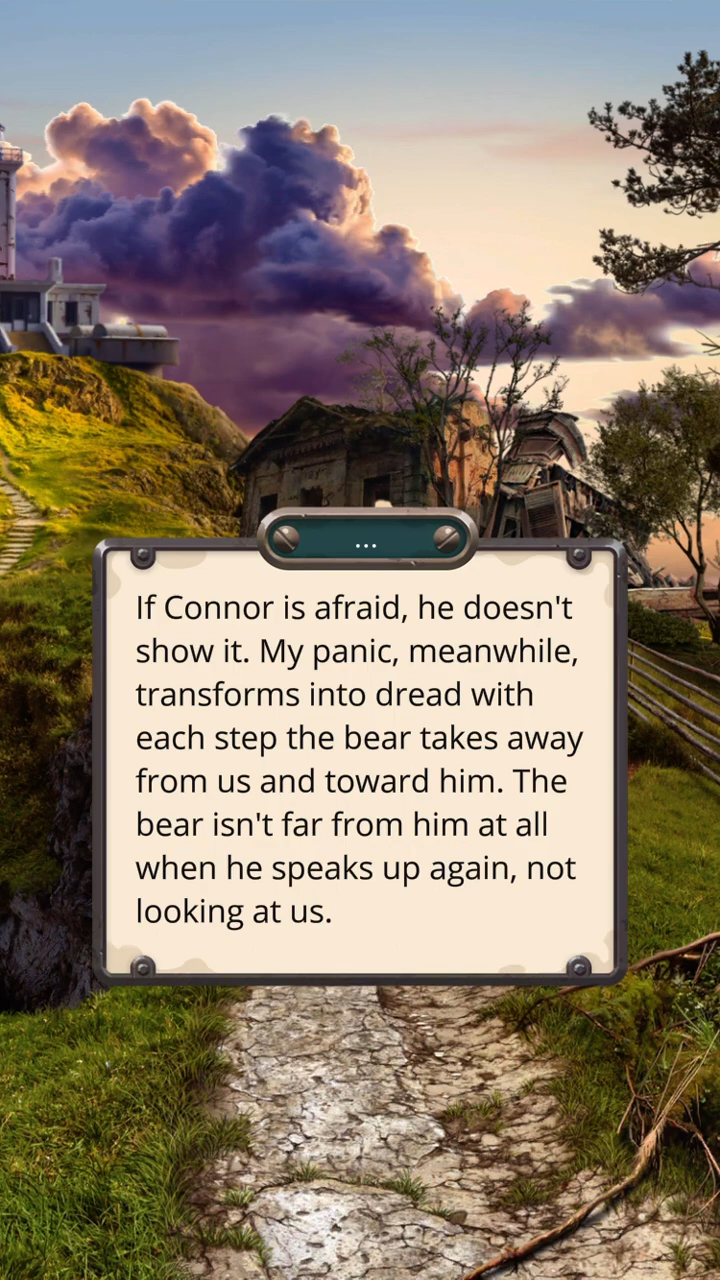 ...
If Connor is afraid, he doesn't
show it. My panic, meanwhile,
transforms into dread with
each step the bear takes away
from us and toward him. The
bear isn't far from him at all
when he speaks up again, not
looking at us.